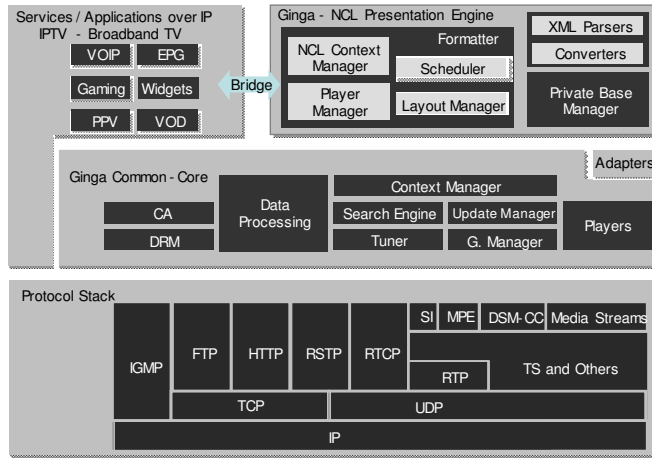 Services / Applications over IP
IPTV - Broadband TV
VOIP
EPG
Gaming
Widgets
PPV
VOD
Bridge
Ginga - NCL Presentation Engine
Formatter
NCL Context
Manager
Scheduler
Player
Manager
Layout Manager
XML Parsers
Converters
Private Base
Manager
Adapters
Ginga Common - Core
CA
DRM
Data
Processing
Context Manager
Search Engine
Update Manager
Tuner
G. Manager
Players
Protocol Stack
IGMP
FTP
HTTP
RSTP
RTCP
SI
MPE
DSM-CC
Media Streams
RTP
TS and Others
TCP
UDP
IP